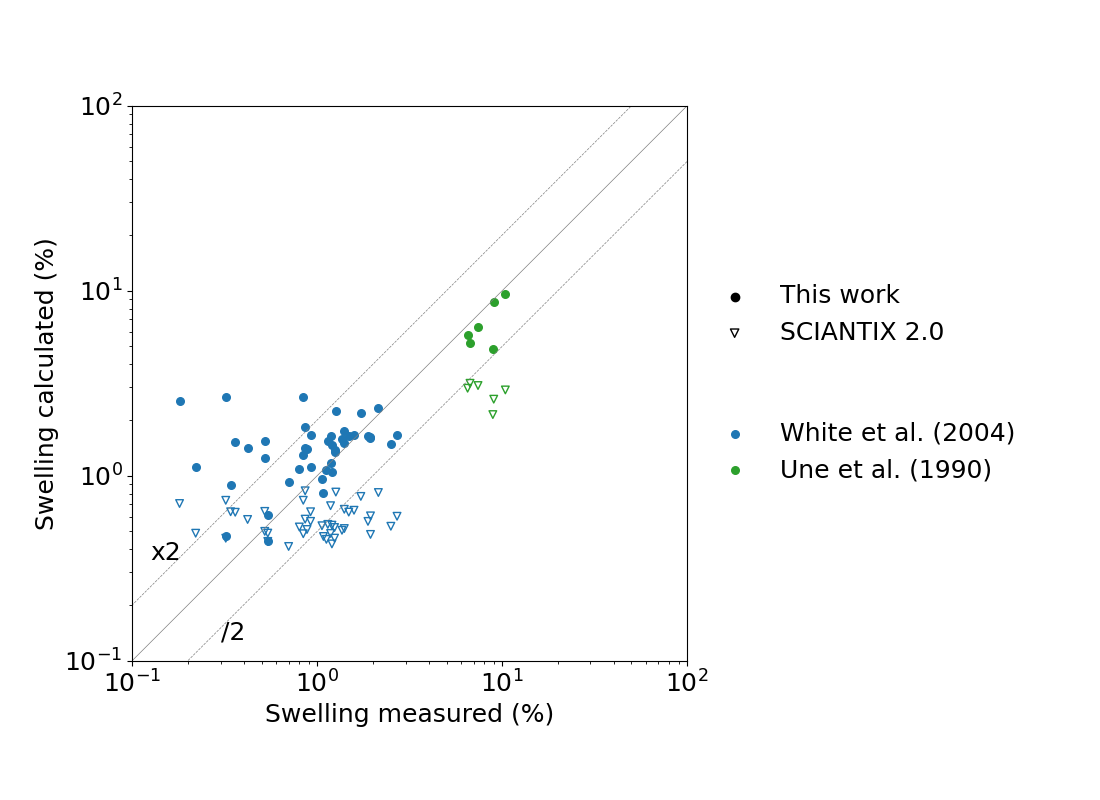 10²
10¹
10⁰
10⁻¹
Swelling calculated (%)
x2
/2
10⁻¹ 10⁰ 10¹ 10²
Swelling measured (%)
This work
SCIANTIX 2.0
White et al. (2004)
Une et al. (1990)